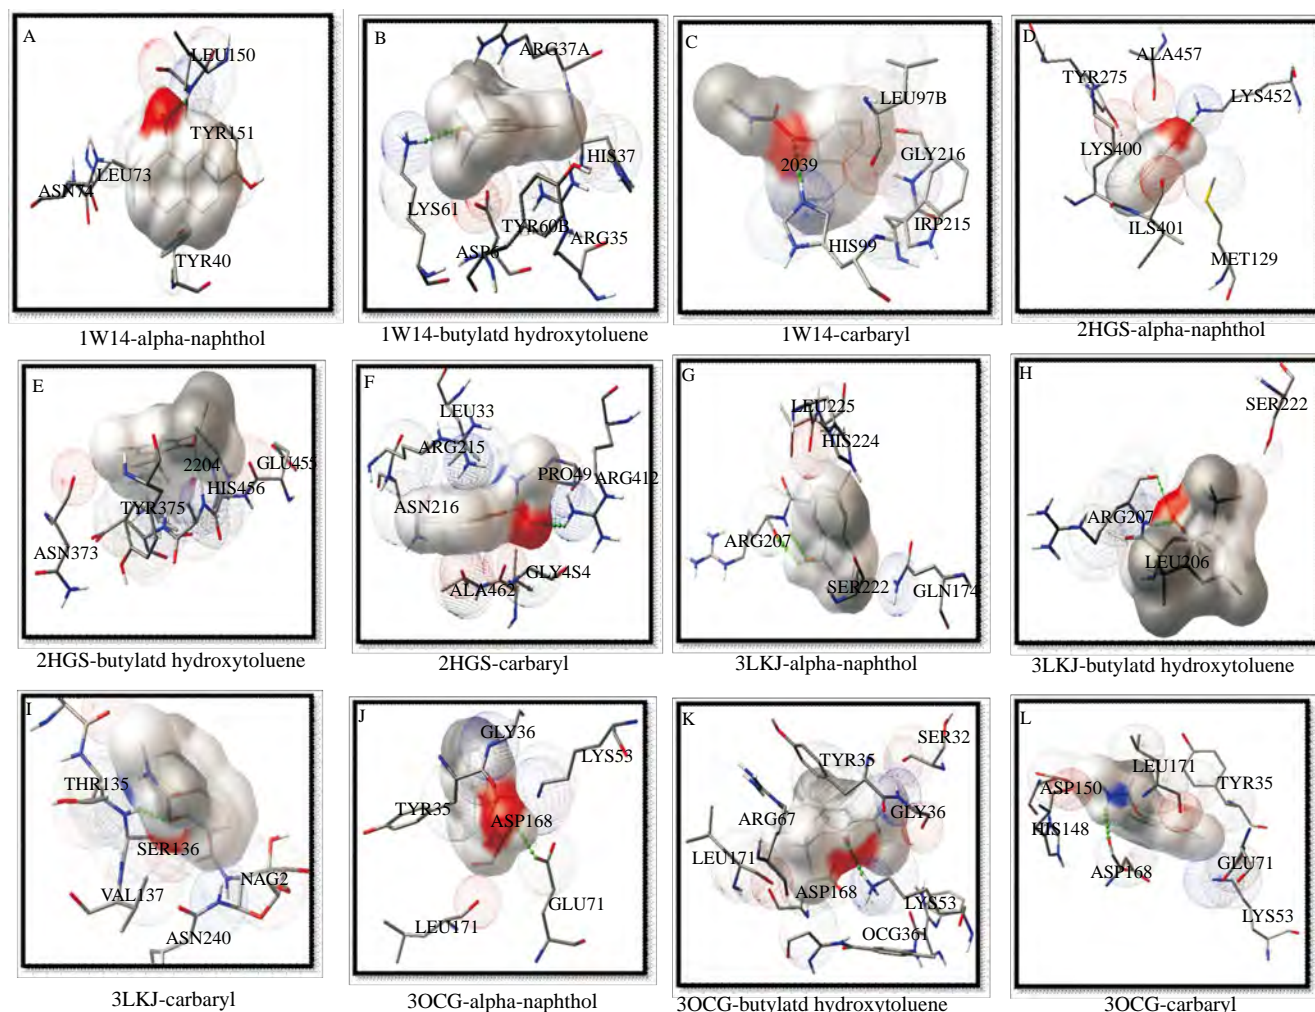 A
LEU150
TYR151
LEU73
ASN74
TYR40
1W14-alpha-naphthol
B
ARG37A
HIS37
LYS61
TYR60B
ASP6
ARG35
1W14-butylatd hydroxytoluene
C
LEU97B
GLY216
2039
IRP215
HIS99
1W14-carbaryl
D
ALA457
TYR275
LYS452
LYS400
ILS401
MET129
2HGS-alpha-naphthol
E
2204
GLU455
HIS456
TYR375
ASN373
2HGS-butylatd hydroxytoluene
F
LEU33
ARG215
PRO49
ARG412
ASN216
GLY4S4
ALA462
2HGS-carbaryl
G
LEU225
HIS224
ARG207
SER222
GLN174
3LKJ-alpha-naphthol
H
SER222
ARG207
LEU206
3LKJ-butylatd hydroxytoluene
I
THR135
SER136
VAL137
NAG2
ASN240
3LKJ-carbaryl
J
GLY36
LYS53
TYR35
ASP168
GLU71
LEU171
3OCG-alpha-naphthol
K
SER32
TYR35
GLY36
ARG67
LEU171
ASP168
LYS53
OCG361
3OCG-butylatd hydroxytoluene
L
LEU171
TYR35
ASP150
HIS148
ASP168
GLU71
LYS53
3OCG-carbaryl